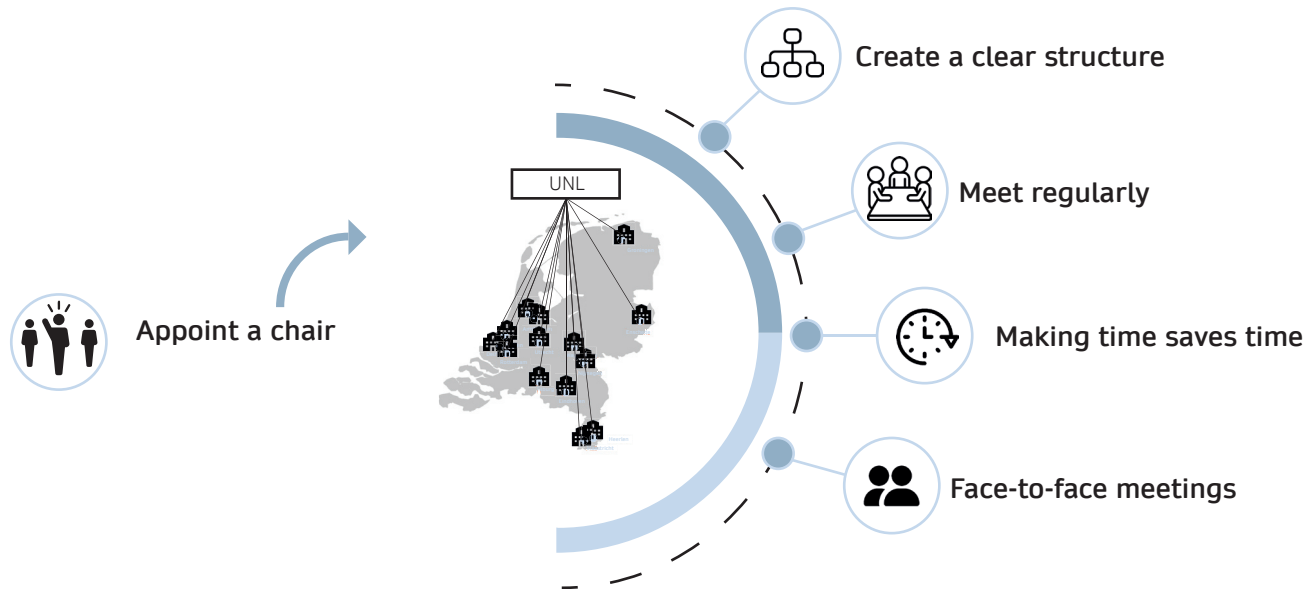 Create a clear structure
UNL
Meet regularly
Appoint a chair
Making time saves time
Face-to-face meetings